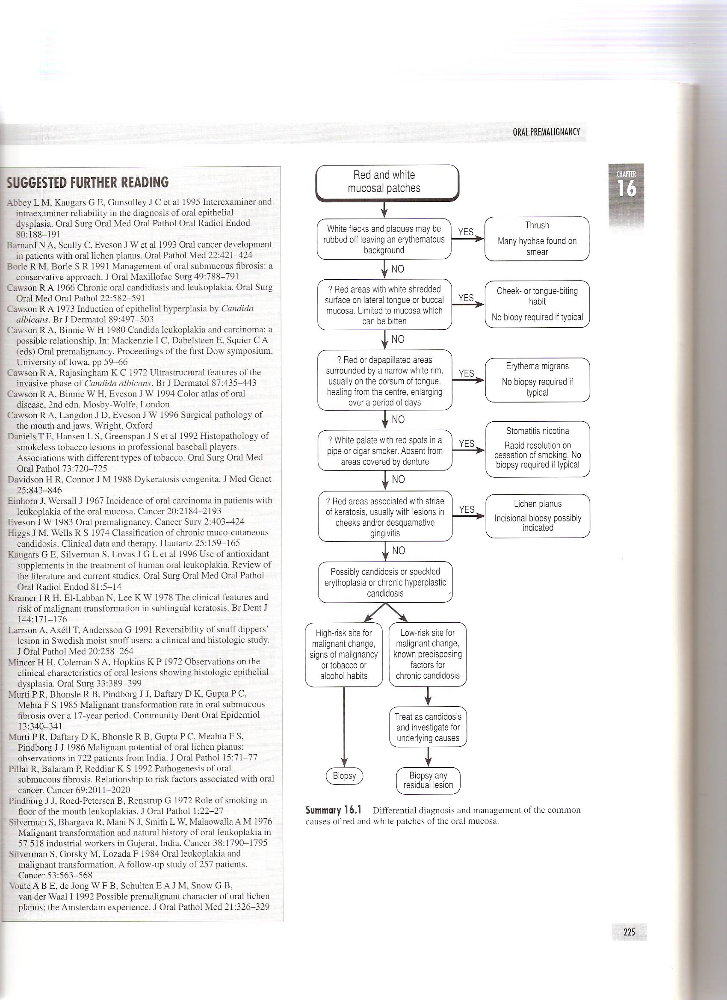 ORAL PREMALIGNANCY
CHAPTER
16
SUGGESTED FURTHER READING
Abbey L M, Kaugars G E, Gunsolley J C et al 1995 Interexaminer and
intraexaminer reliability in the diagnosis of oral epithelial
dysplasia. Oral Surg Oral Med Oral Pathol Oral Radiol Endod
80:188–191
Barnard N A, Scully C, Eveson J W et al 1993 Oral cancer development
in patients with oral lichen planus. Oral Pathol Med 22:421–424
Borle R M, Borle S R 1991 Management of oral submucous fibrosis: a
conservative approach. J Oral Maxillofac Surg 49:788–791
Cawson R A 1966 Chronic oral candidiasis and leukoplakia. Oral Surg
Oral Med Oral Pathol 22:582–591
Cawson R A 1973 Induction of epithelial hyperplasia by Candida
albicans. Br J Dermatol 89:497–503
Cawson R A, Binnie W H 1980 Candida leukoplakia and carcinoma: a
possible relationship. In: Mackenzie I C, Dabelsteen E, Squier C A
(eds) Oral premalignancy. Proceedings of the first Dow symposium.
University of Iowa, pp 59–66
Cawson R A, Rajasingham K C 1972 Ultrastructural features of the
invasive phase of Candida albicans. Br J Dermatol 87:435–443
Cawson R A, Binnie W H, Eveson J W 1994 Color atlas of oral
disease, 2nd edn. Mosby-Wolfe, London
Cawson R A, Langdon J D, Eveson J W 1996 Surgical pathology of
the mouth and jaws. Wright, Oxford
Daniels T E, Hansen L S, Greenspan J S et al 1992 Histopathology of
smokeless tobacco lesions in professional baseball players.
Associations with different types of tobacco. Oral Surg Oral Med
Oral Pathol 73:720–725
Davidson H R, Connor J M 1988 Dykeratosis congenita. J Med Genet
25:843–846
Einhorn J, Wersall J 1967 Incidence of oral carcinoma in patients with
leukoplakia of the oral mucosa. Cancer 20:2184–2193
Eveson J W 1983 Oral premalignancy. Cancer Surv 2:403–424
Higgs J M, Wells R S 1974 Classification of chronic muco-cutaneous
candidosis. Clinical data and therapy. Hautartz 25:159–165
Kaugars G E, Silverman S, Lovas J G L et al 1996 Use of antioxidant
supplements in the treatment of human oral leukoplakia. Review of
the literature and current studies. Oral Surg Oral Med Oral Pathol
Oral Radiol Endod 81:5–14
Kramer I R H, El-Labban N, Lee K W 1978 The clinical features and
risk of malignant transformation in sublingual keratosis. Br Dent J
144:171–176
Larrson A, Axéll T, Andersson G 1991 Reversibility of snuff dippers'
lesion in Swedish moist snuff users: a clinical and histologic study.
J Oral Pathol Med 20:258–264
Mincer H H, Coleman S A, Hopkins K P 1972 Observations on the
clinical characteristics of oral lesions showing histologic epithelial
dysplasia. Oral Surg 33:389–399
Murti P R, Bhonsle R B, Pindborg J J, Daftary D K, Gupta P C,
Mehta F S 1985 Malignant transformation rate in oral submucous
fibrosis over a 17-year period. Community Dent Oral Epidemiol
13:340–341
Murti P R, Daftary D K, Bhonsle R B, Gupta P C, Meahta F S,
Pindborg J J 1986 Malignant potential of oral lichen planus:
observations in 722 patients from India. J Oral Pathol 15:71–77
Pillai R, Balaram P, Reddiar K S 1992 Pathogenesis of oral
submucous fibrosis. Relationship to risk factors associated with oral
cancer. Cancer 69:2011–2020
Pindborg J J, Roed-Petersen B, Renstrup G 1972 Role of smoking in
floor of the mouth leukoplakias. J Oral Pathol 1:22–27
Silverman S, Bhargava R, Mani N J, Smith L W, Malaowalla A M 1976
Malignant transformation and natural history of oral leukoplakia in
57 518 industrial workers in Gujerat, India. Cancer 38:1790–1795
Silverman S, Gorsky M, Lozada F 1984 Oral leukoplakia and
malignant transformation. A follow-up study of 257 patients.
Cancer 53:563–568
Voute A B E, de Jong W F B, Schulten E A J M, Snow G B,
van der Waal I 1992 Possible premalignant character of oral lichen
planus; the Amsterdam experience. J Oral Pathol Med 21:326–329
Red and white
mucosal patches
White flecks and plaques may be
rubbed off leaving an erythematous
background
YES
Thrush
Many hyphae found on
smear
NO
? Red areas with white shredded
surface on lateral tongue or buccal
mucosa. Limited to mucosa which
can be bitten
YES
Cheek- or tongue-biting
habit
No biopy required if typical
NO
? Red or depapillated areas
surrounded by a narrow white rim,
usually on the dorsum of tongue,
healing from the centre, enlarging
over a period of days
YES
Erythema migrans
No biopsy required if
typical
NO
? White palate with red spots in a
pipe or cigar smoker. Absent from
areas covered by denture
YES
Stomatitis nicotina
Rapid resolution on
cessation of smoking. No
biopsy required if typical
NO
? Red areas associated with striae
of keratosis, usually with lesions in
cheeks and/or desquamative
gingivitis
YES
Lichen planus
Incisional biopsy possibly
indicated
NO
Possibly candidosis or speckled
erythoplasia or chronic hyperplastic
candidosis
High-risk site for
malignant change,
signs of malignancy
or tobacco or
alcohol habits
Low-risk site for
malignant change,
known predisposing
factors for
chronic candidosis
Treat as candidosis
and investigate for
underlying causes
Biopsy
Biopsy any
residual lesion
Summary 16.1 Differential diagnosis and management of the common
causes of red and white patches of the oral mucosa.
225